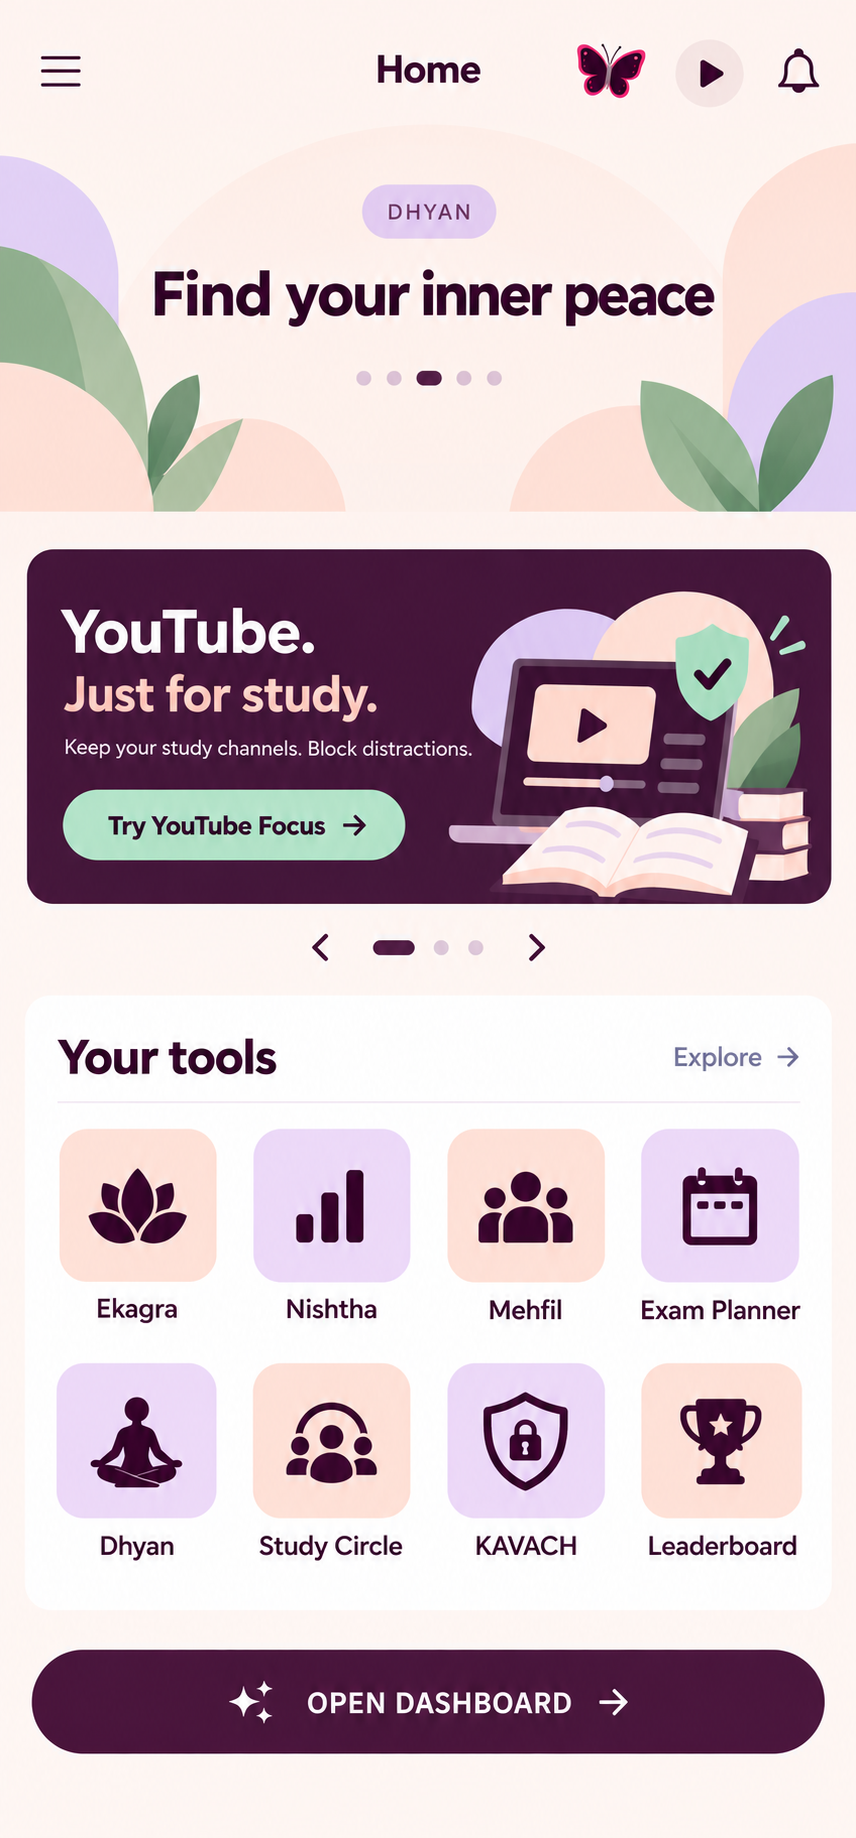 Home
DHYAN
Find your inner peace
YouTube.
Just for study.
Keep your study channels. Block distractions.
Try YouTube Focus
Your tools
Explore
Ekagra
Nishtha
Mehfil
Exam Planner
Dhyan
Study Circle
KAVACH
Leaderboard
OPEN DASHBOARD